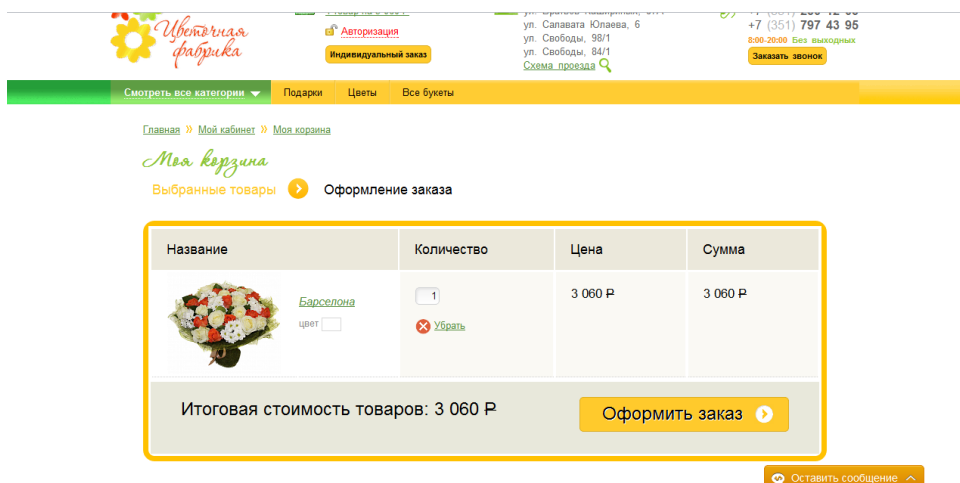 Цветочная
фабрика
Авторизация
Индивидуальный заказ
ул. Салавата Юлаева, 6
ул. Свободы, 98/1
ул. Свободы, 84/1
Схема проезда
+7 (351) 797 43 95
8:00-20:00 Без выходных
Заказать звонок
Смотреть все категории Подарки Цветы Все букеты
Главная » Мой кабинет » Моя корзина
Моя корзина
Выбранные товары Оформление заказа
Название Количество Цена Сумма
Барселона 1 3 060 ₽ 3 060 ₽
цвет
Убрать
Итоговая стоимость товаров: 3 060 ₽ Оформить заказ
Оставить сообщение